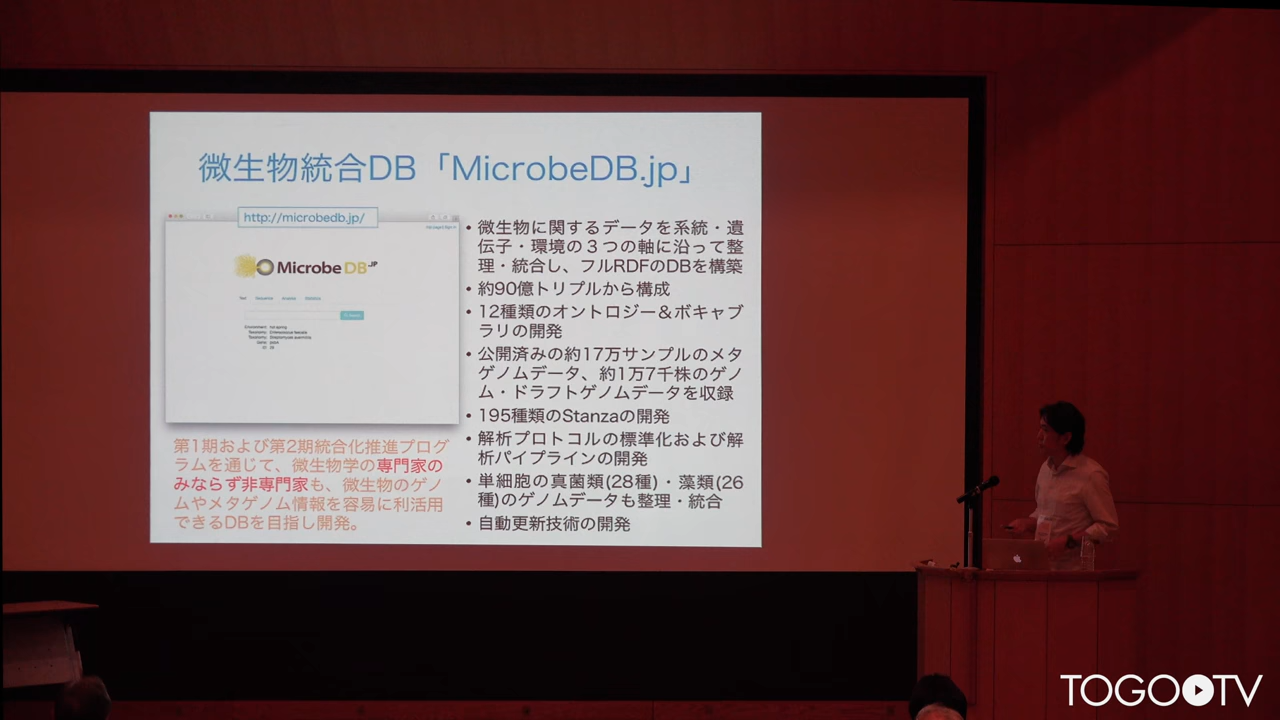 微生物統合DB「MicrobeDB.jp」
http://microbedb.jp/
Microbe DB.JP
第1期および第2期統合化推進プログ
ラムを通じて、微生物学の専門家の
みならず非専門家も、微生物のゲノ
ムやメタゲノム情報を容易に利活用
できるDBを目指し開発。
• 微生物に関するデータを系統・遺
伝子・環境の３つの軸に沿って整
理・統合し、フルRDFのDBを構築
• 約90億トリプルから構成
• 12種類のオントロジー＆ボキャブ
ラリの開発
• 公開済みの約17万サンプルのメタ
ゲノムデータ、約1万7千株のゲノ
ム・ドラフトゲノムデータを収録
• 195種類のStanzaの開発
• 解析プロトコルの標準化および解
析パイプラインの開発
• 単細胞の真菌類(28種)・藻類(26
種)のゲノムデータも整理・統合
• 自動更新技術の開発
TOGOTV